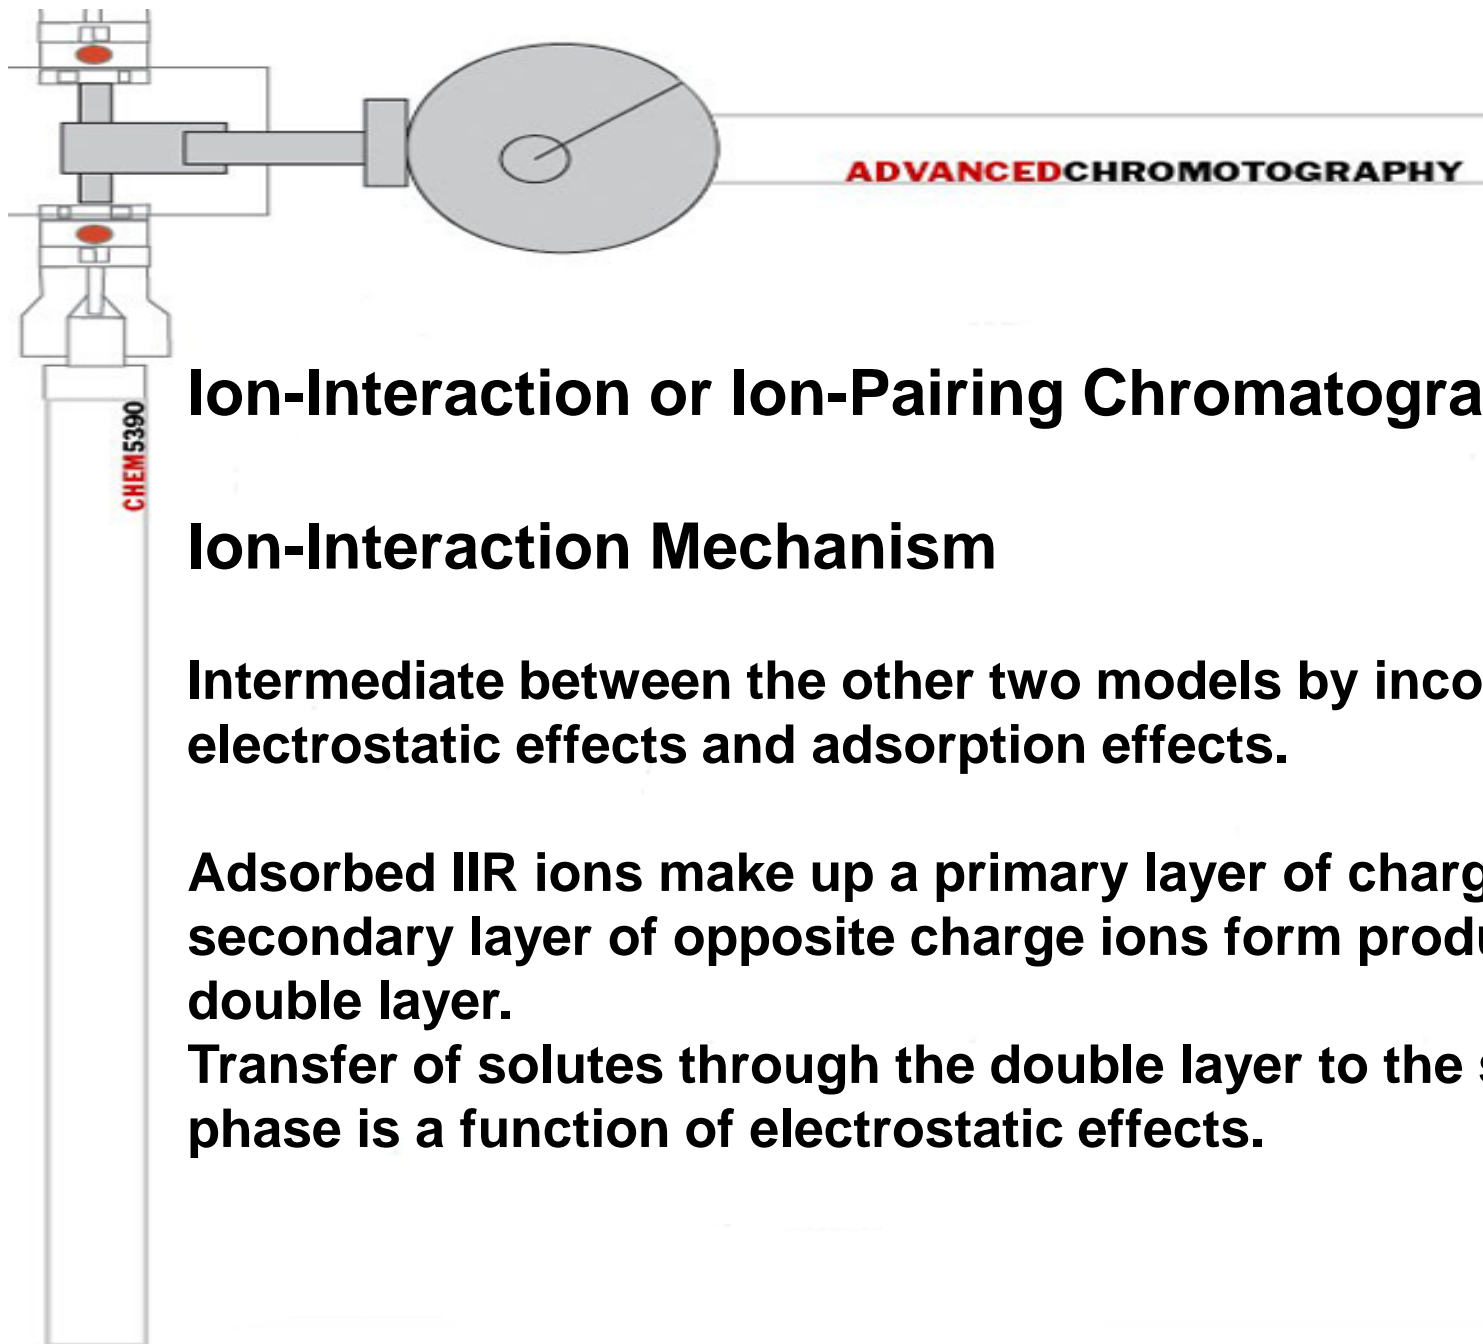 ADVANCEDCHROMOTOGRAPHY
Ion-Interaction or Ion-Pairing Chromatogra
CHEM5390
Ion-Interaction Mechanism
Intermediate between the other two models by inco
electrostatic effects and adsorption effects.
Adsorbed IIR ions make up a primary layer of charg
secondary layer of opposite charge ions form produ
double layer.
Transfer of solutes through the double layer to the s
phase is a function of electrostatic effects.